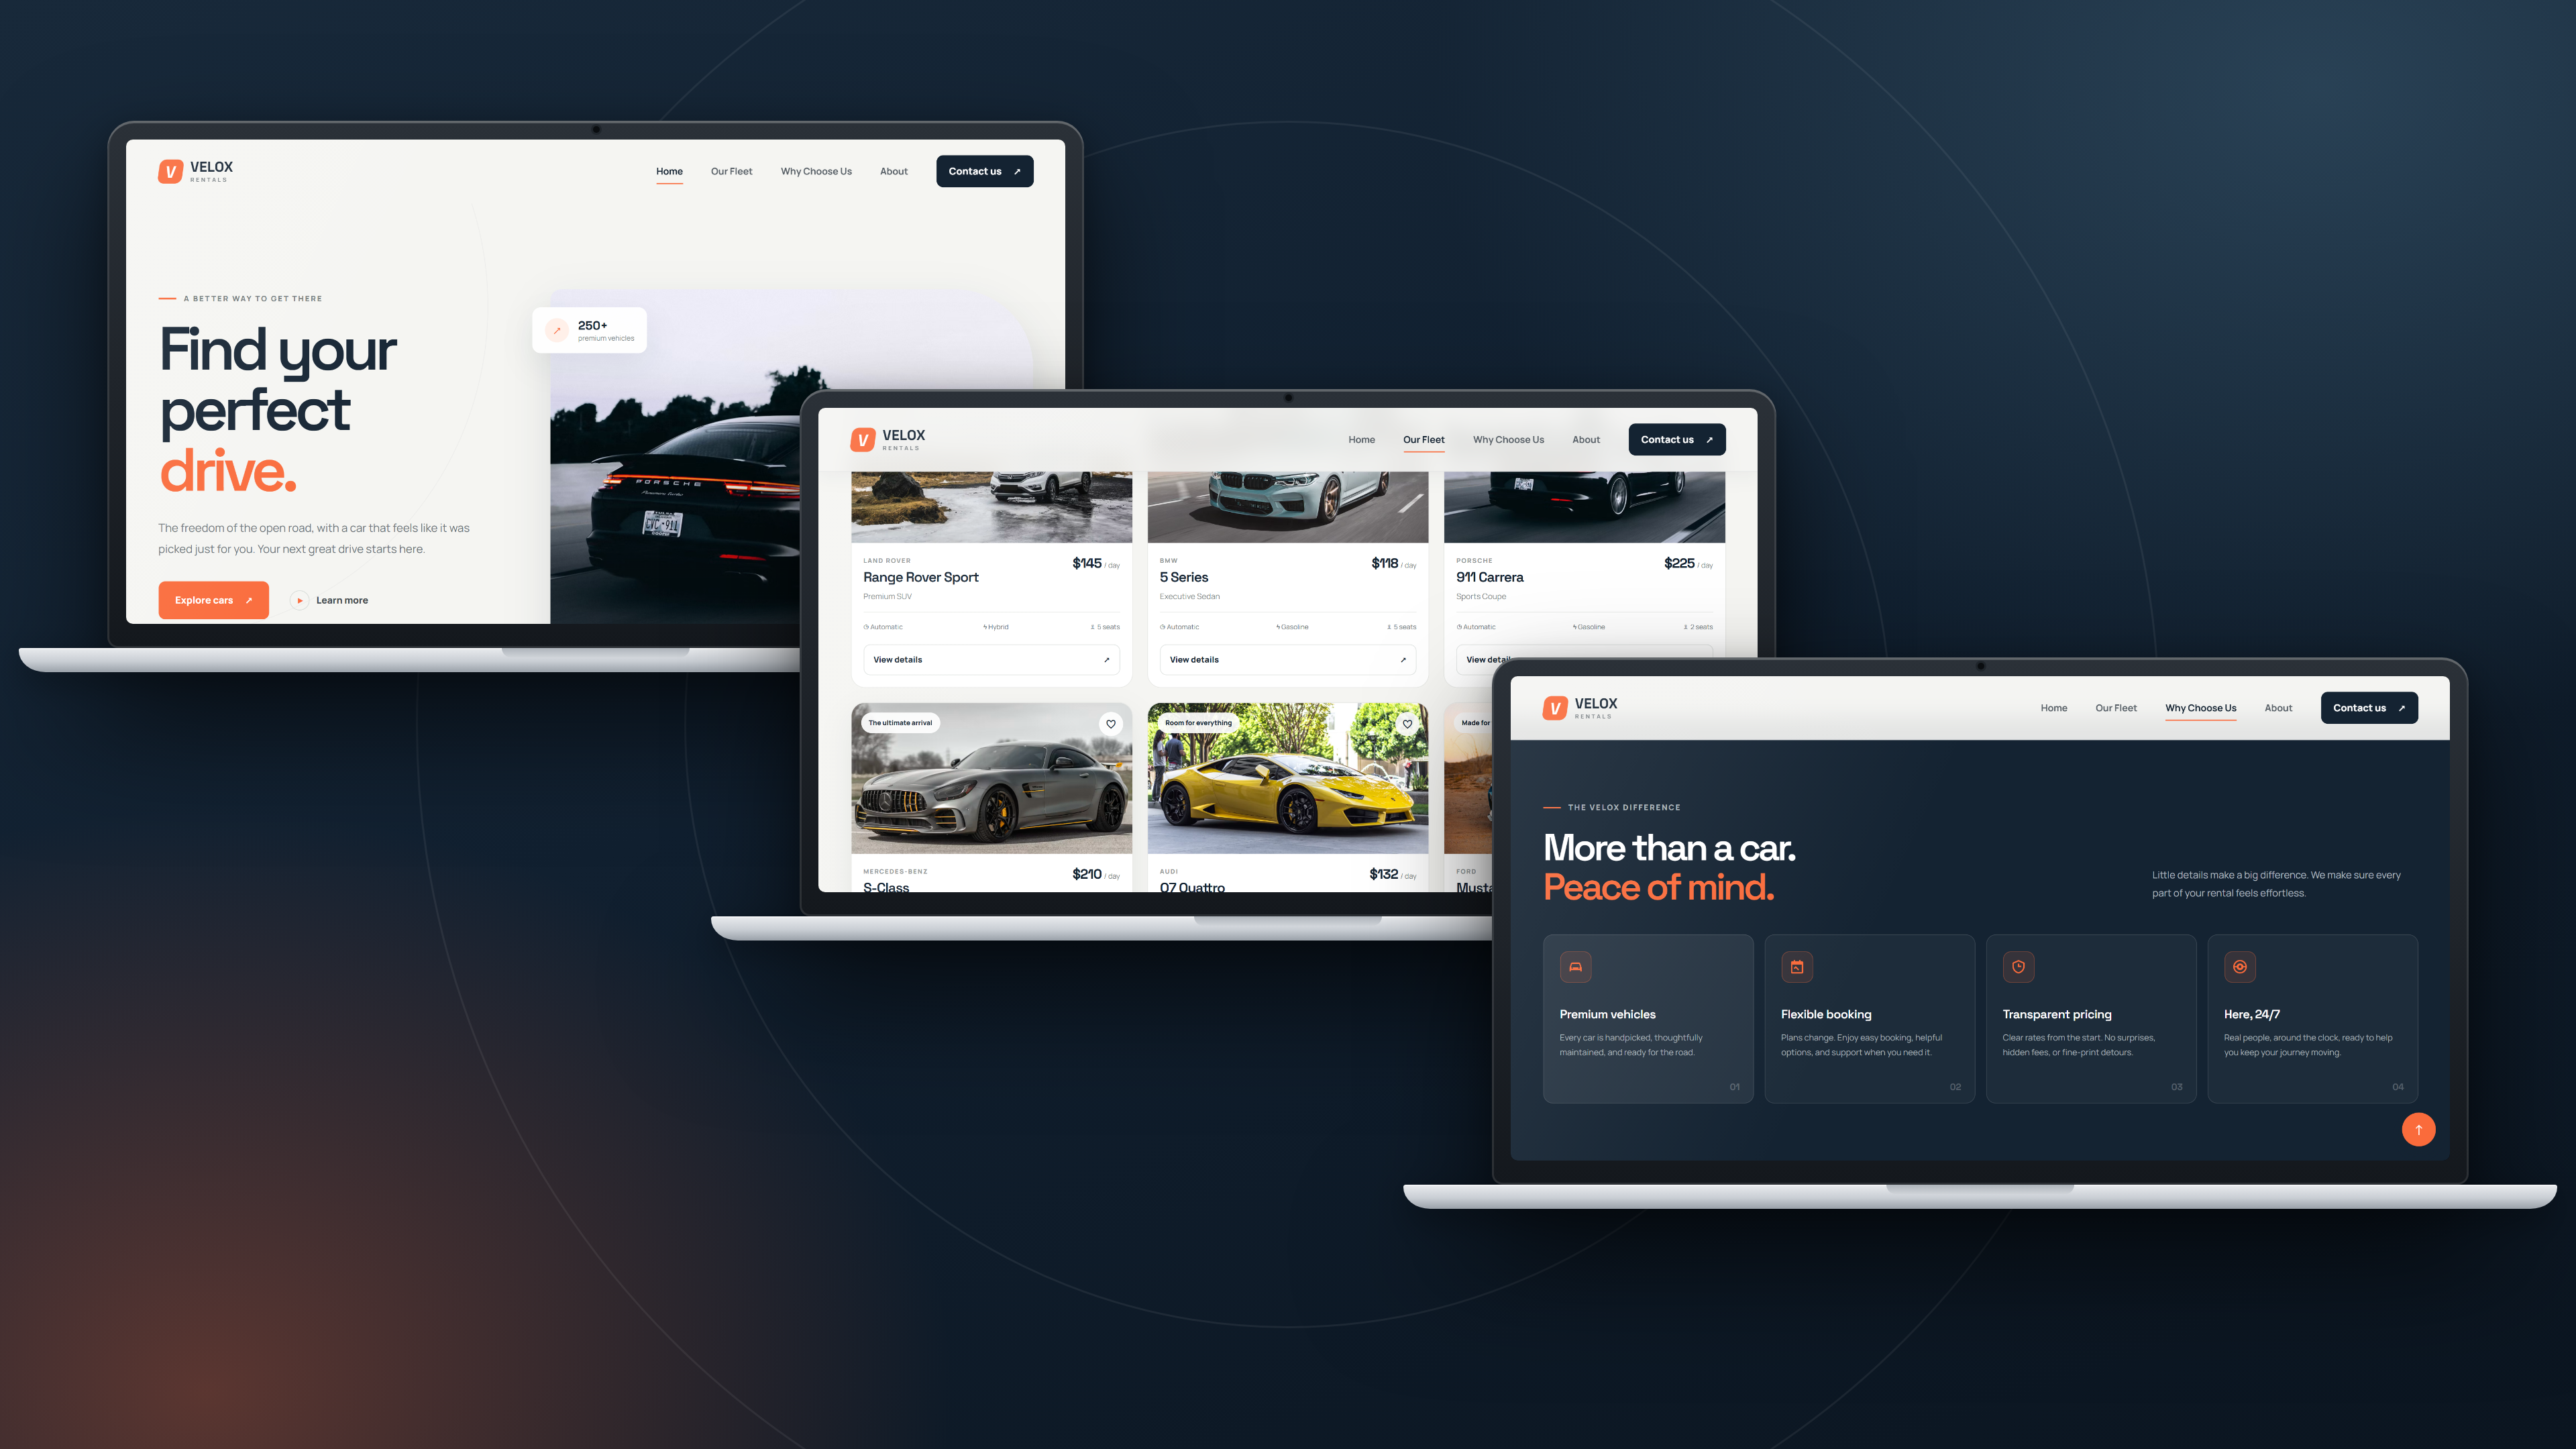 VELOX
RENTALS
Home
Our Fleet
Why Choose Us
About
Contact us
A BETTER WAY TO GET THERE
Find your
perfect
drive.
The freedom of the open road, with a car that feels like it was
picked just for you. Your next great drive starts here.
Explore cars
Learn more
250+
premium vehicles
PORSCHE
VELOX
RENTALS
Home
Our Fleet
Why Choose Us
About
Contact us
LAND ROVER
Range Rover Sport
Premium SUV
$145 / day
Automatic
Hybrid
5 seats
View details
BMW
5 Series
Executive Sedan
$118 / day
Automatic
Gasoline
5 seats
View details
PORSCHE
911 Carrera
Sports Coupe
$225 / day
Automatic
Gasoline
2 seats
View
The ultimate arrival
MERCEDES-BENZ
S-Class
$210 / day
Room for everything
AUDI
Q7 Quattro
$132 / day
Made for
FORD
VELOX
RENTALS
Home
Our Fleet
Why Choose Us
About
Contact us
THE VELOX DIFFERENCE
More than a car.
Peace of mind.
Little details make a big difference. We make sure every
part of your rental feels effortless.
Premium vehicles
Every car is handpicked, thoughtfully
maintained, and ready for the road.
01
Flexible booking
Plans change. Enjoy easy booking, helpful
options, and support when you need it.
02
Transparent pricing
Clear rates from the start. No surprises,
hidden fees, or fine-print detours.
03
Here, 24/7
Real people, around the clock, ready to help
you keep your journey moving.
04